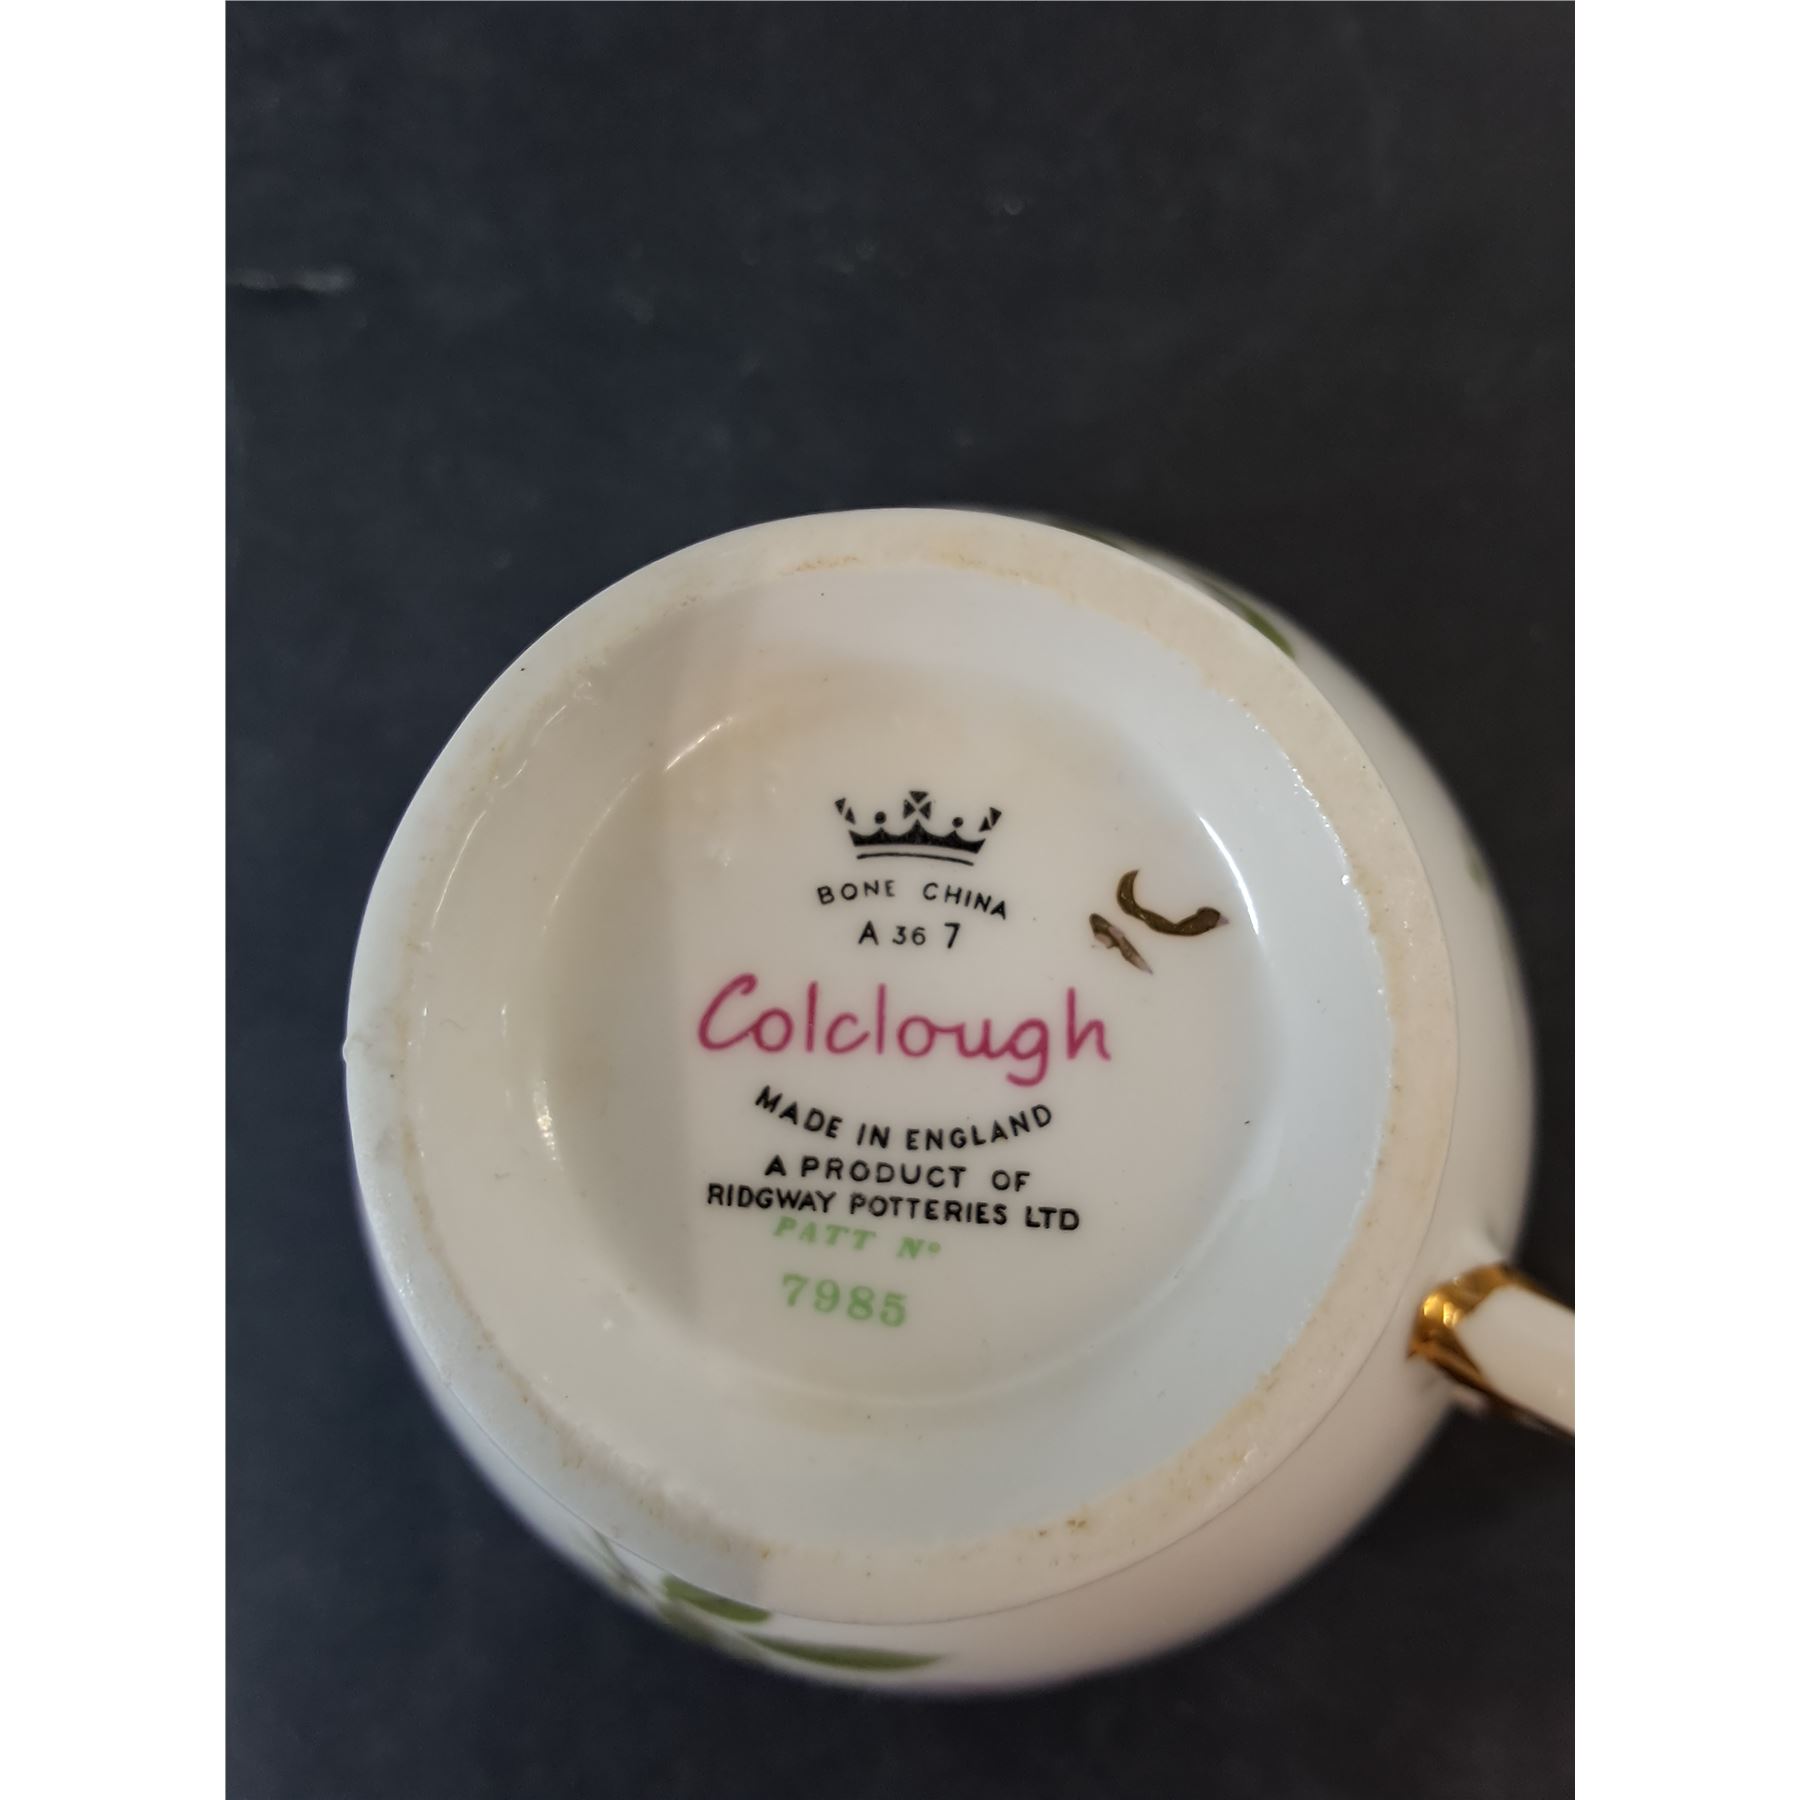 BONE CHINA
A 36 7
Colclough
MADE IN ENGLAND
A PRODUCT OF
RIDGWAY POTTERIES LTD
PATT Nº
7985